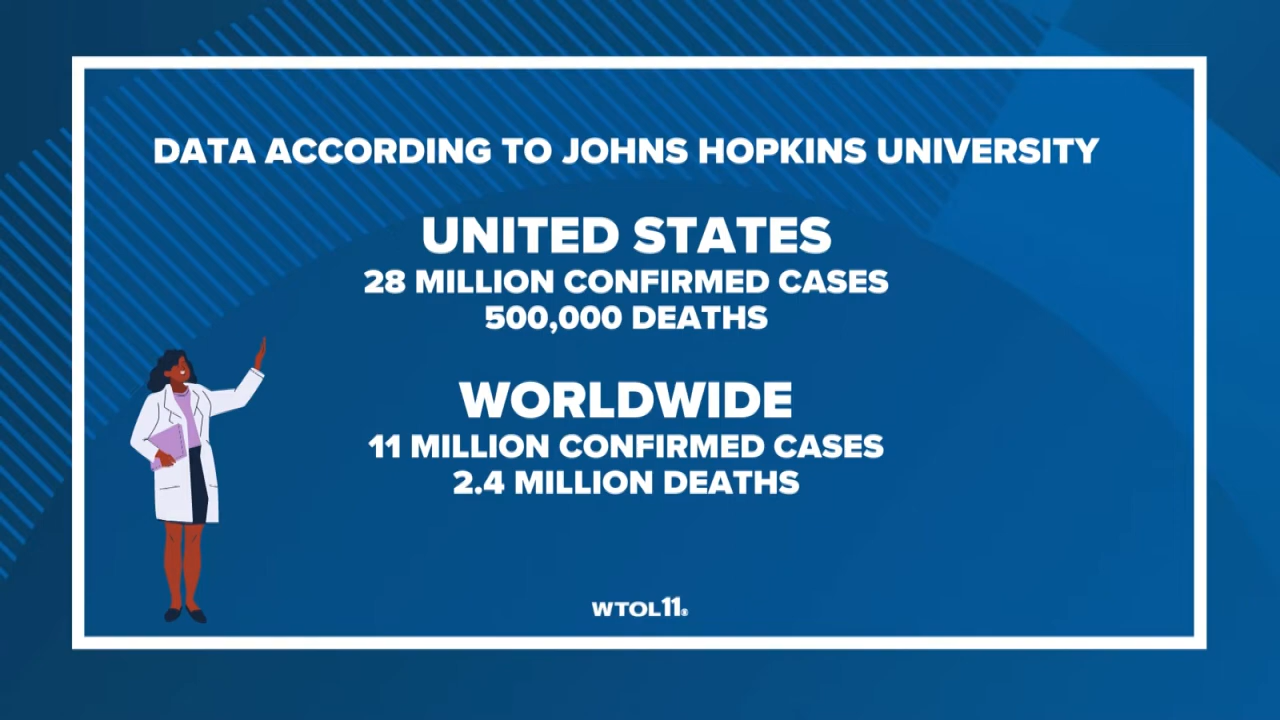 DATA ACCORDING TO JOHNS HOPKINS UNIVERSITY
UNITED STATES
28 MILLION CONFIRMED CASES
500,000 DEATHS
WORLDWIDE
11 MILLION CONFIRMED CASES
2.4 MILLION DEATHS
WTOL11®